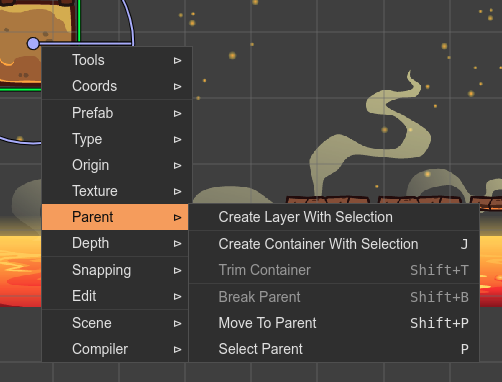 Tools
Coords
Prefab
Type
Origin
Texture
Parent
Depth
Snapping
Edit
Scene
Compiler
Create Layer With Selection
Create Container With Selection J
Trim Container Shift+T
Break Parent Shift+B
Move To Parent Shift+P
Select Parent P